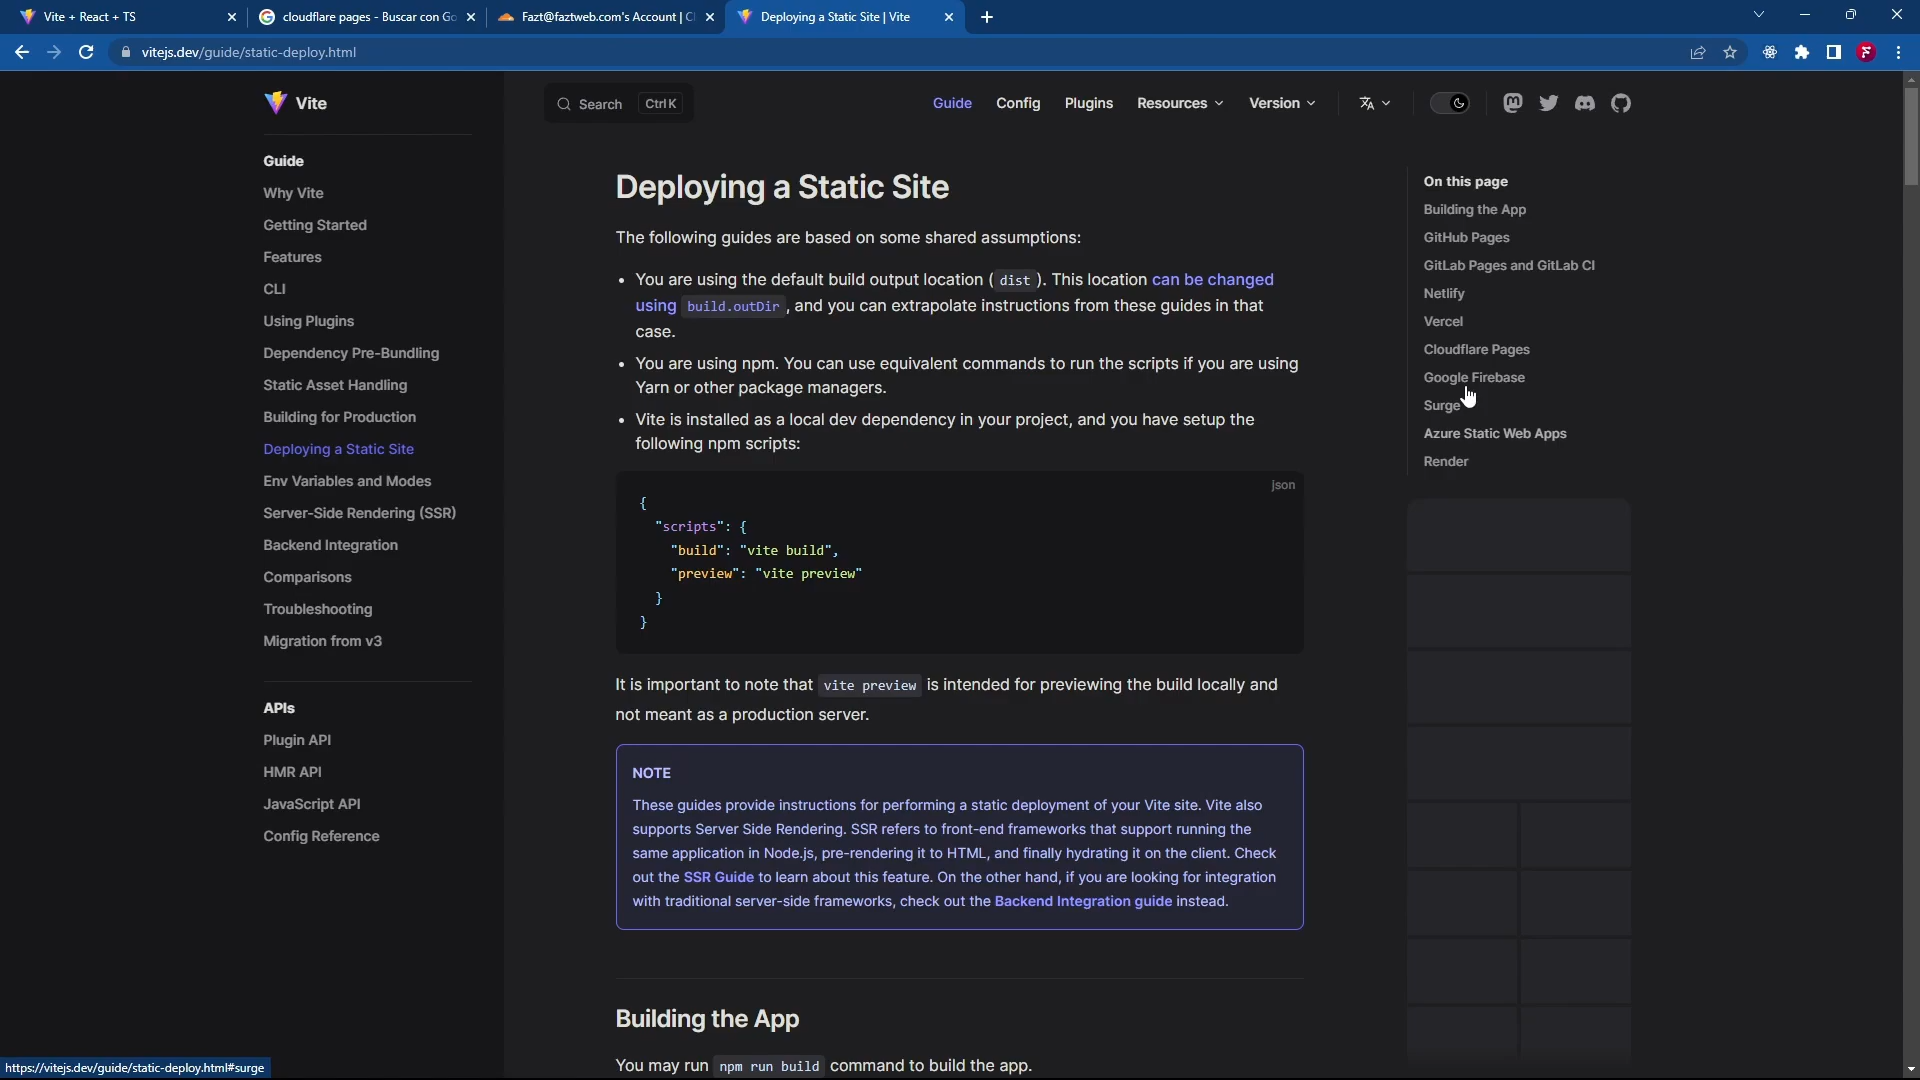 Vite + React + TS
cloudflare pages - Buscar con Go
Fazt@faztweb.com's Account | Cl
Deploying a Static Site | Vite
vitejs.dev/guide/static-deploy.html
Vite
Search Ctrl K
Guide Config Plugins Resources Version
Guide
Why Vite
Getting Started
Features
CLI
Using Plugins
Dependency Pre-Bundling
Static Asset Handling
Building for Production
Deploying a Static Site
Env Variables and Modes
Server-Side Rendering (SSR)
Backend Integration
Comparisons
Troubleshooting
Migration from v3
APIs
Plugin API
HMR API
JavaScript API
Config Reference
Deploying a Static Site
The following guides are based on some shared assumptions:
• You are using the default build output location ( dist ). This location can be changed
using build.outDir , and you can extrapolate instructions from these guides in that
case.
• You are using npm. You can use equivalent commands to run the scripts if you are using
Yarn or other package managers.
• Vite is installed as a local dev dependency in your project, and you have setup the
following npm scripts:
json
{
"scripts": {
"build": "vite build",
"preview": "vite preview"
}
}
It is important to note that vite preview is intended for previewing the build locally and
not meant as a production server.
NOTE
These guides provide instructions for performing a static deployment of your Vite site. Vite also
supports Server Side Rendering. SSR refers to front-end frameworks that support running the
same application in Node.js, pre-rendering it to HTML, and finally hydrating it on the client. Check
out the SSR Guide to learn about this feature. On the other hand, if you are looking for integration
with traditional server-side frameworks, check out the Backend Integration guide instead.
Building the App
You may run npm run build command to build the app.
On this page
Building the App
GitHub Pages
GitLab Pages and GitLab CI
Netlify
Vercel
Cloudflare Pages
Google Firebase
Surge
Azure Static Web Apps
Render
https://vitejs.dev/guide/static-deploy.html#surge